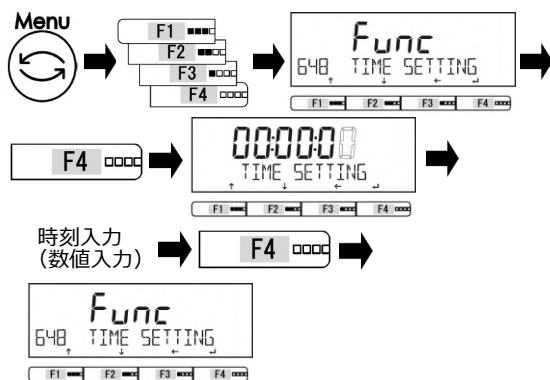 Menu
F1
F2
F3
F4
Func
648 TIME SETTING
F1 F2 F3 F4
F4
00:00:00
TIME SETTING
F1 F2 F3 F4
時刻入力
（数値入力）
F4
Func
648 TIME SETTING
F1 F2 F3 F4